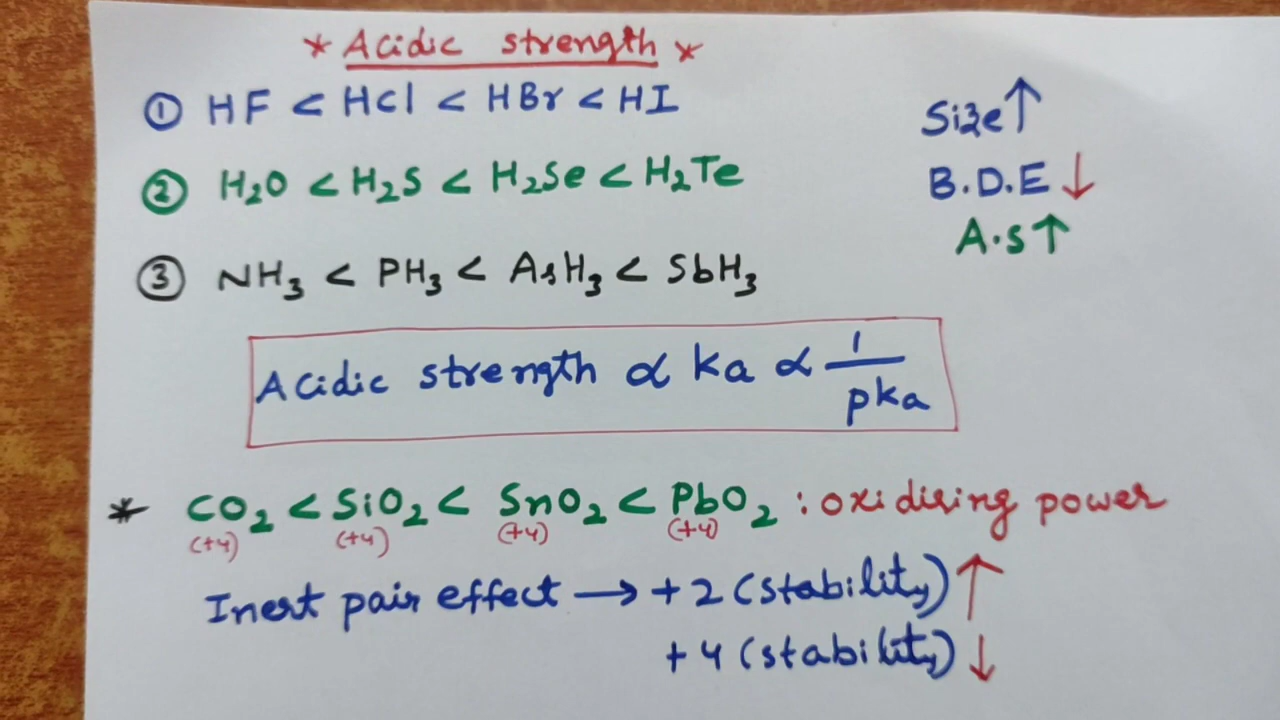 * Acidic strength *
① HF < HCl < HBr < HI
Size ↑
② H₂O < H₂S < H₂Se < H₂Te
B.D.E ↓
A.S ↑
③ NH₃ < PH₃ < AsH₃ < SbH₃
Acidic strength ∝ ka ∝ 1/pka
* CO₂ < SiO₂ < SnO₂ < PbO₂ : oxidising power
(+4) (+4) (+4) (+4)
Inert pair effect → +2 (stability) ↑
+4 (stability) ↓